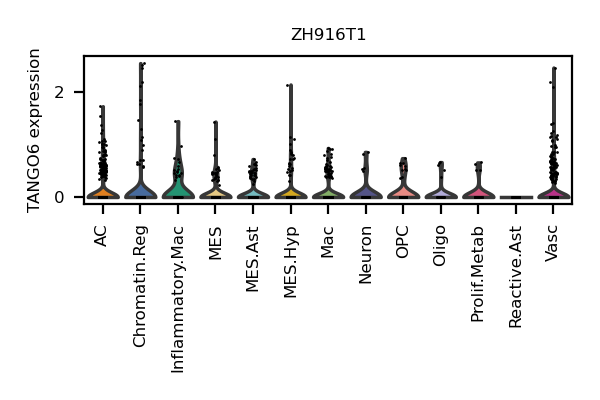 ZH916T1
TANGO6 expression
2
0
AC
Chromatin.Reg
Inflammatory.Mac
MES
MES.Ast
MES.Hyp
Mac
Neuron
OPC
Oligo
Prolif.Metab
Reactive.Ast
Vasc